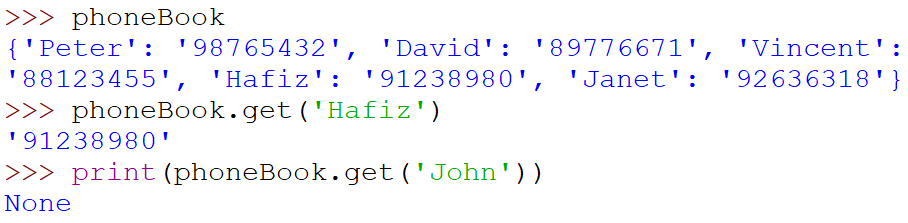 >>> phoneBook
{'Peter': '98765432', 'David': '89776671', 'Vincent':
'88123455', 'Hafiz': '91238980', 'Janet': '92636318'}
>>> phoneBook.get('Hafiz')
'91238980'
>>> print(phoneBook.get('John'))
None